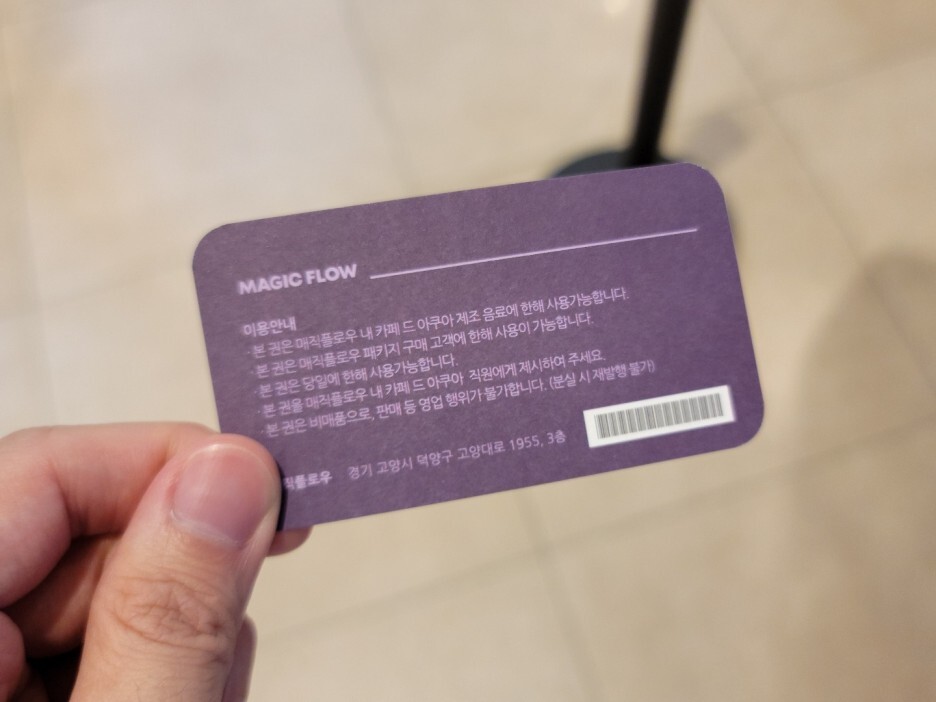 MAGIC FLOW
이용안내
· 본 권은 매직플로우 내 카페 드 아쿠아 제조 음료에 한해 사용가능합니다.
· 본 권은 매직플로우 패키지 구매 고객에 한해 사용이 가능합니다.
· 본 권은 당일에 한해 사용가능합니다.
· 본 권을 매직플로우 내 카페 드 아쿠아 직원에게 제시하여 주세요.
· 본 권은 비매품으로, 판매 등 영업 행위가 불가합니다. (분실 시 재발행 불가)
직플로우 경기 고양시 덕양구 고양대로 1955, 3층